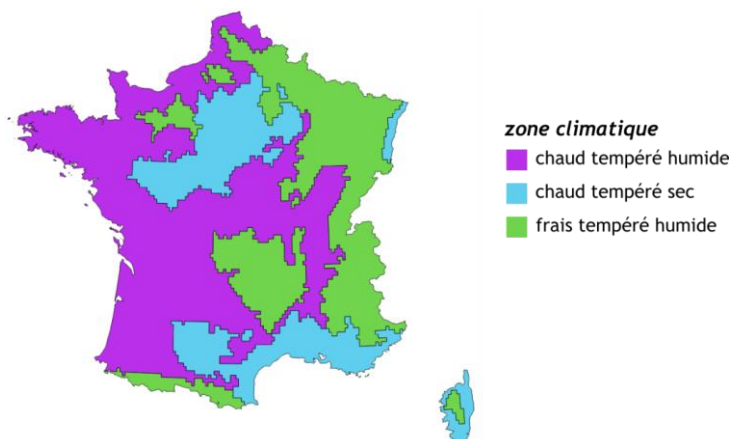 zone climatique
chaud tempéré humide
chaud tempéré sec
frais tempéré humide